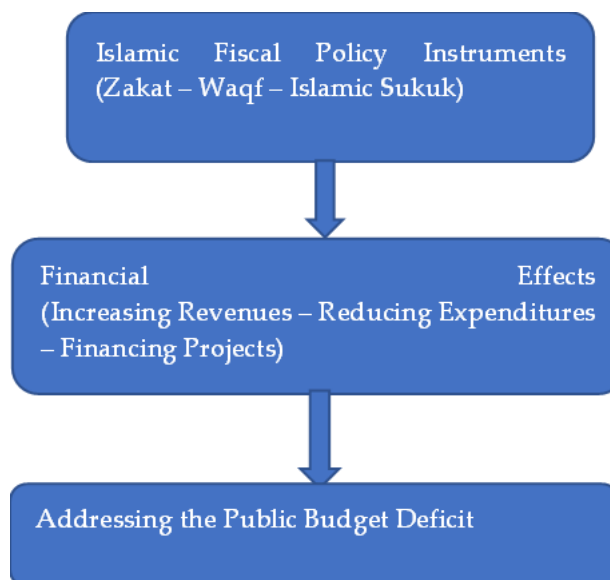 Islamic Fiscal Policy Instruments
(Zakat – Waqf – Islamic Sukuk)
Financial Effects
(Increasing Revenues – Reducing Expenditures
– Financing Projects)
Addressing the Public Budget Deficit